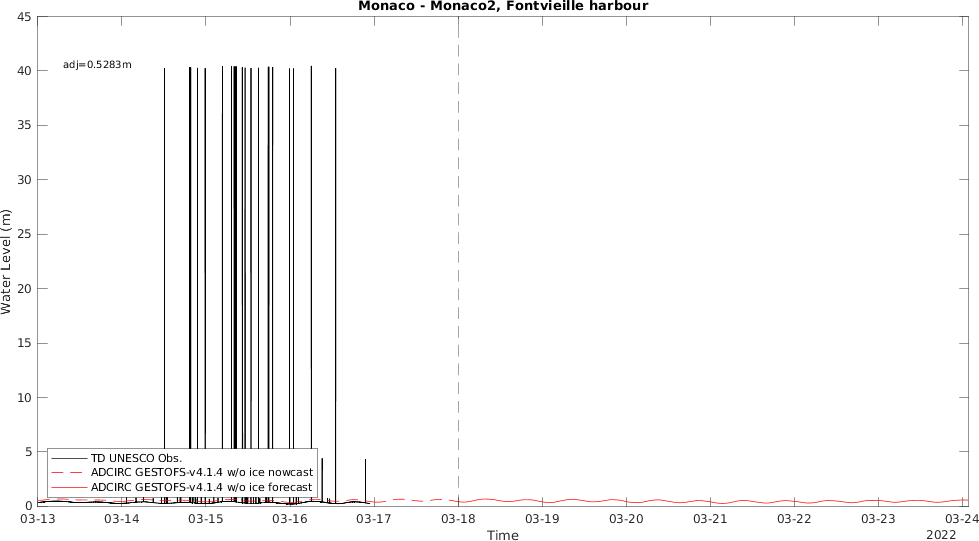 Monaco - Monaco2, Fontvieille harbour
45
adj=0.5283m
40
35
30
25
20
15
10
5
0
Water Level (m)
TD UNESCO Obs.
ADCIRC GESTOFS-v4.1.4 w/o ice nowcast
ADCIRC GESTOFS-v4.1.4 w/o ice forecast
03-13 03-14 03-15 03-16 03-17 03-18 03-19 03-20 03-21 03-22 03-23 03-24
Time
2022